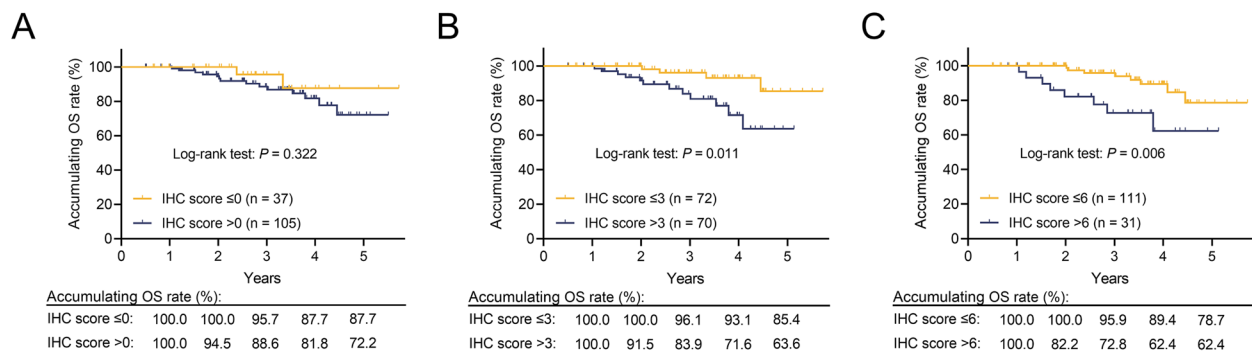 A
Accumulating OS rate (%)
100
80
60
40
20
0
Log-rank test: P = 0.322
IHC score ≤0 (n = 37)
IHC score >0 (n = 105)
0 1 2 3 4 5
Years
Accumulating OS rate (%):
IHC score ≤0: 100.0 100.0 95.7 87.7 87.7
IHC score >0: 100.0 94.5 88.6 81.8 72.2
B
Accumulating OS rate (%)
100
80
60
40
20
0
Log-rank test: P = 0.011
IHC score ≤3 (n = 72)
IHC score >3 (n = 70)
0 1 2 3 4 5
Years
Accumulating OS rate (%):
IHC score ≤3: 100.0 100.0 96.1 93.1 85.4
IHC score >3: 100.0 91.5 83.9 71.6 63.6
C
Accumulating OS rate (%)
100
80
60
40
20
0
Log-rank test: P = 0.006
IHC score ≤6 (n = 111)
IHC score >6 (n = 31)
0 1 2 3 4 5
Years
Accumulating OS rate (%):
IHC score ≤6: 100.0 100.0 95.9 89.4 78.7
IHC score >6: 100.0 82.2 72.8 62.4 62.4